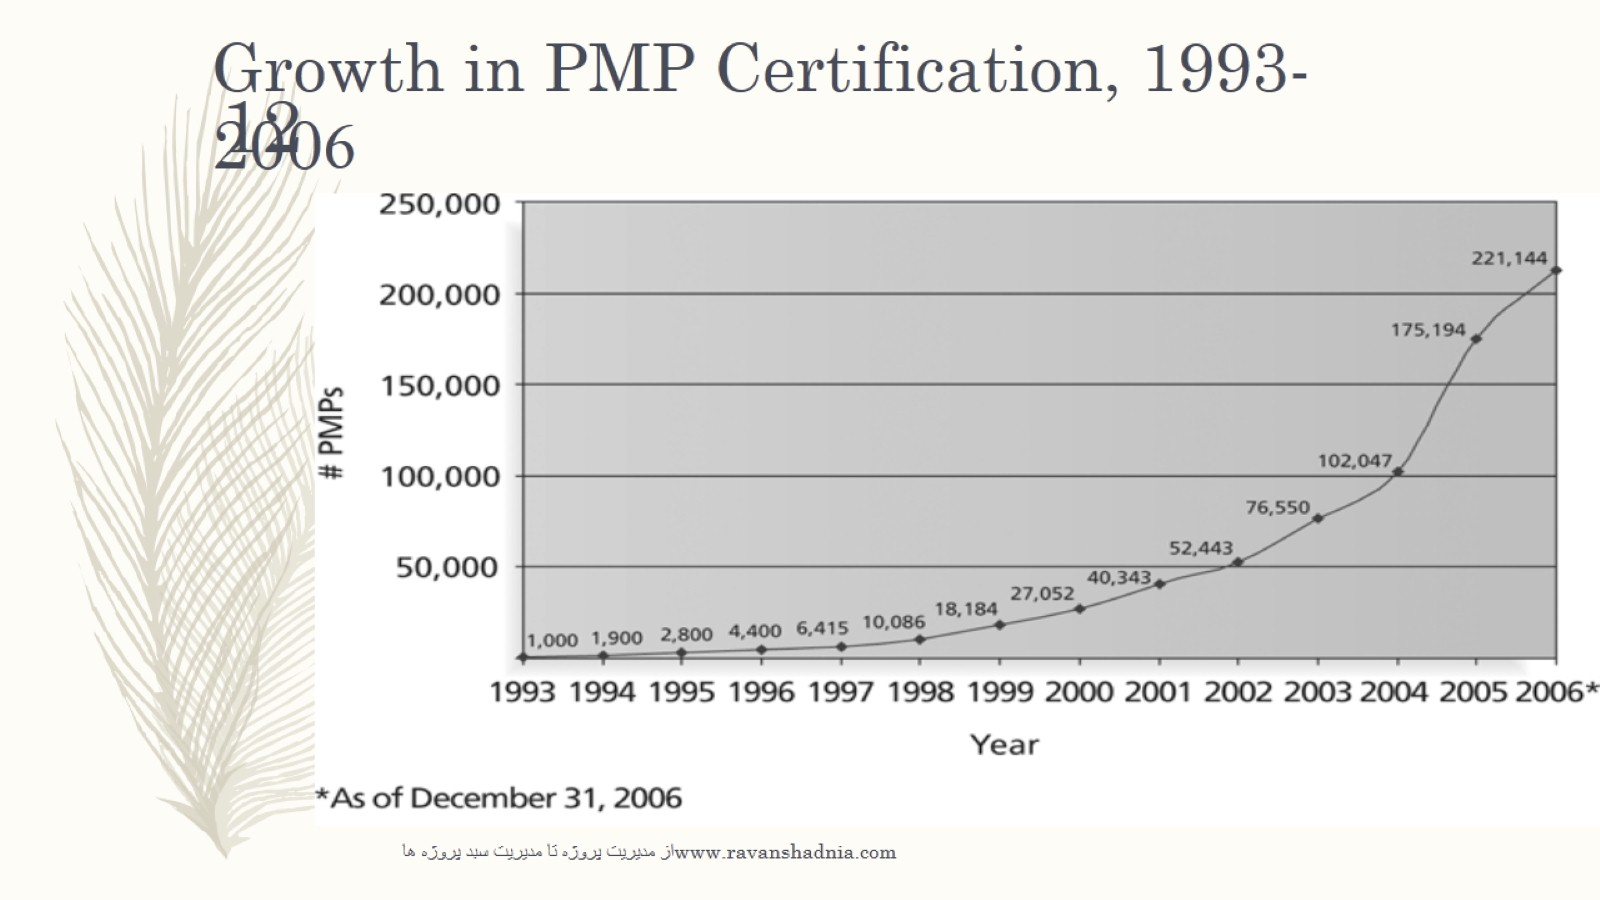 Growth in PMP Certification, 1993-
2006
12
250,000
200,000
150,000
100,000
50,000
# PMPs
1,000 1,900 2,800 4,400 6,415 10,086 18,184 27,052 40,343 52,443 76,550 102,047 175,194 221,144
1993 1994 1995 1996 1997 1998 1999 2000 2001 2002 2003 2004 2005 2006*
Year
*As of December 31, 2006
از مدیریت پروژه تا مدیریت سبد پروژه ها www.ravanshadnia.com